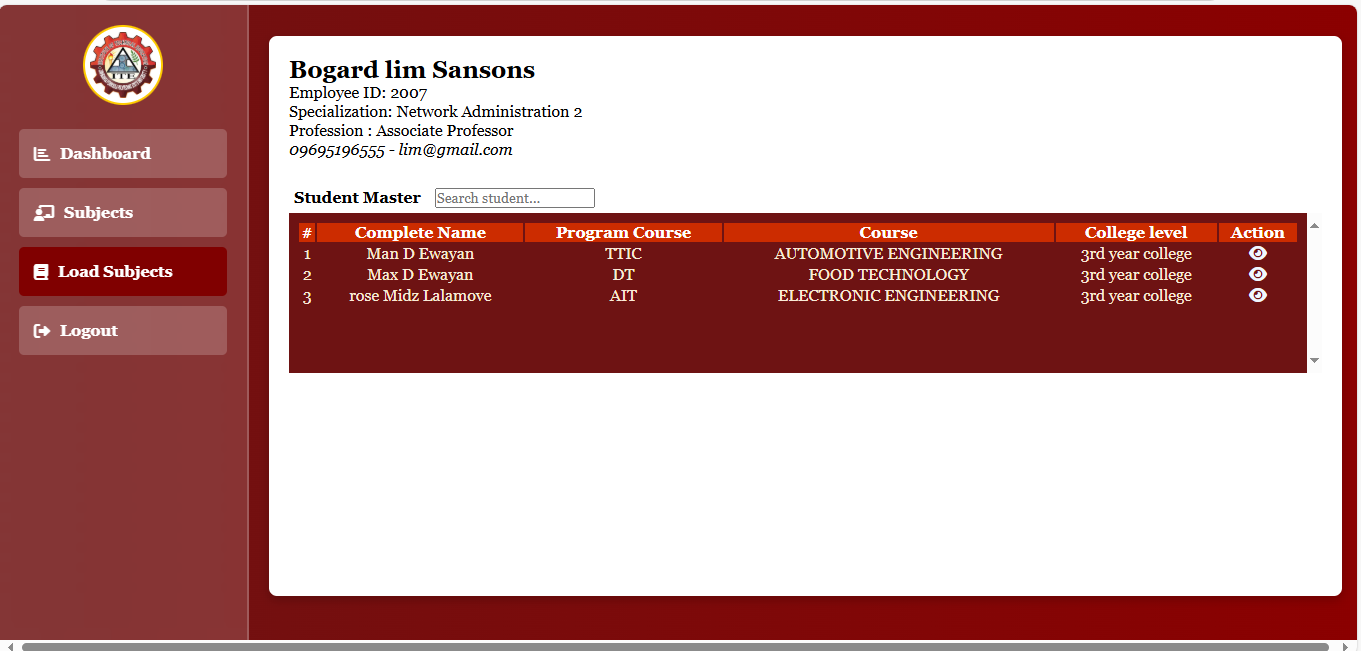 Dashboard
Subjects
Load Subjects
Logout
Bogard lim Sansons
Employee ID: 2007
Specialization: Network Administration 2
Profession : Associate Professor
09695196555 - lim@gmail.com
Student Master Search student...
# Complete Name Program Course Course College level Action
1 Man D Ewayan TTIC AUTOMOTIVE ENGINEERING 3rd year college
2 Max D Ewayan DT FOOD TECHNOLOGY 3rd year college
3 rose Midz Lalamove AIT ELECTRONIC ENGINEERING 3rd year college